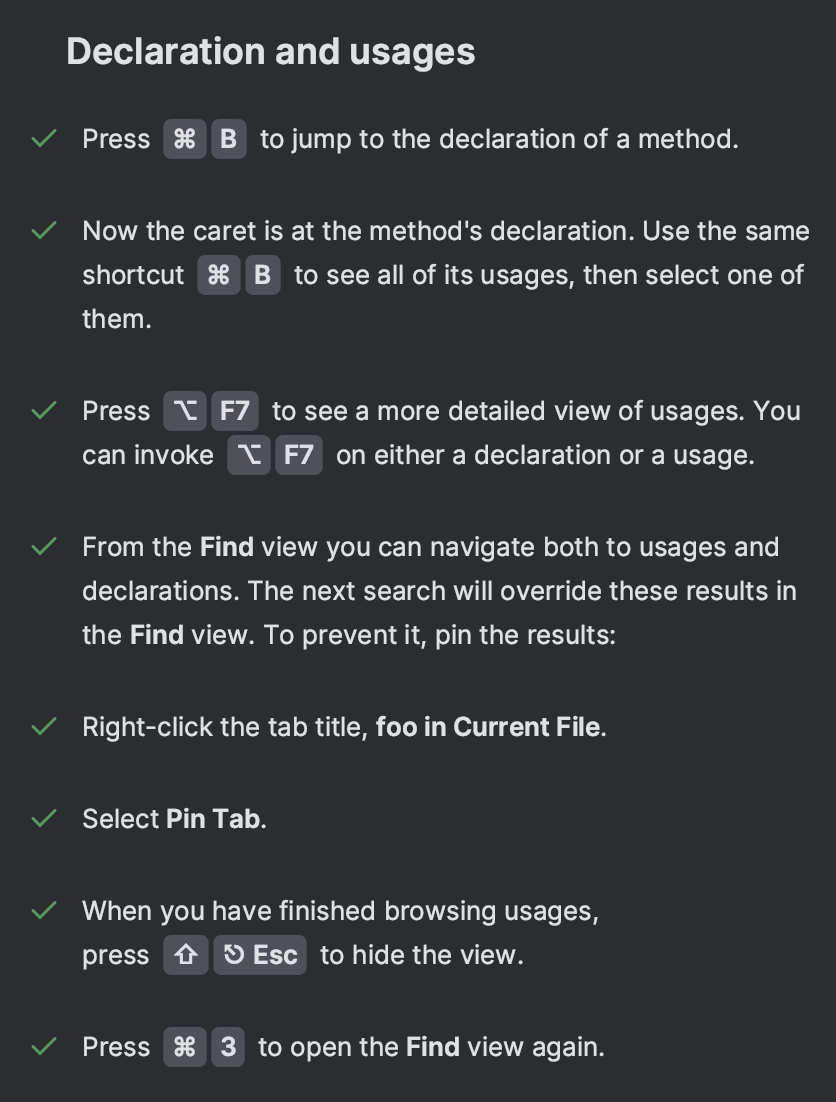 Declaration and usages
Press ⌘ B to jump to the declaration of a method.
Now the caret is at the method's declaration. Use the same
shortcut ⌘ B to see all of its usages, then select one of
them.
Press ⌥ F7 to see a more detailed view of usages. You
can invoke ⌥ F7 on either a declaration or a usage.
From the Find view you can navigate both to usages and
declarations. The next search will override these results in
the Find view. To prevent it, pin the results:
Right-click the tab title, foo in Current File.
Select Pin Tab.
When you have finished browsing usages,
press ⇧ ⎋ Esc to hide the view.
Press ⌘ 3 to open the Find view again.